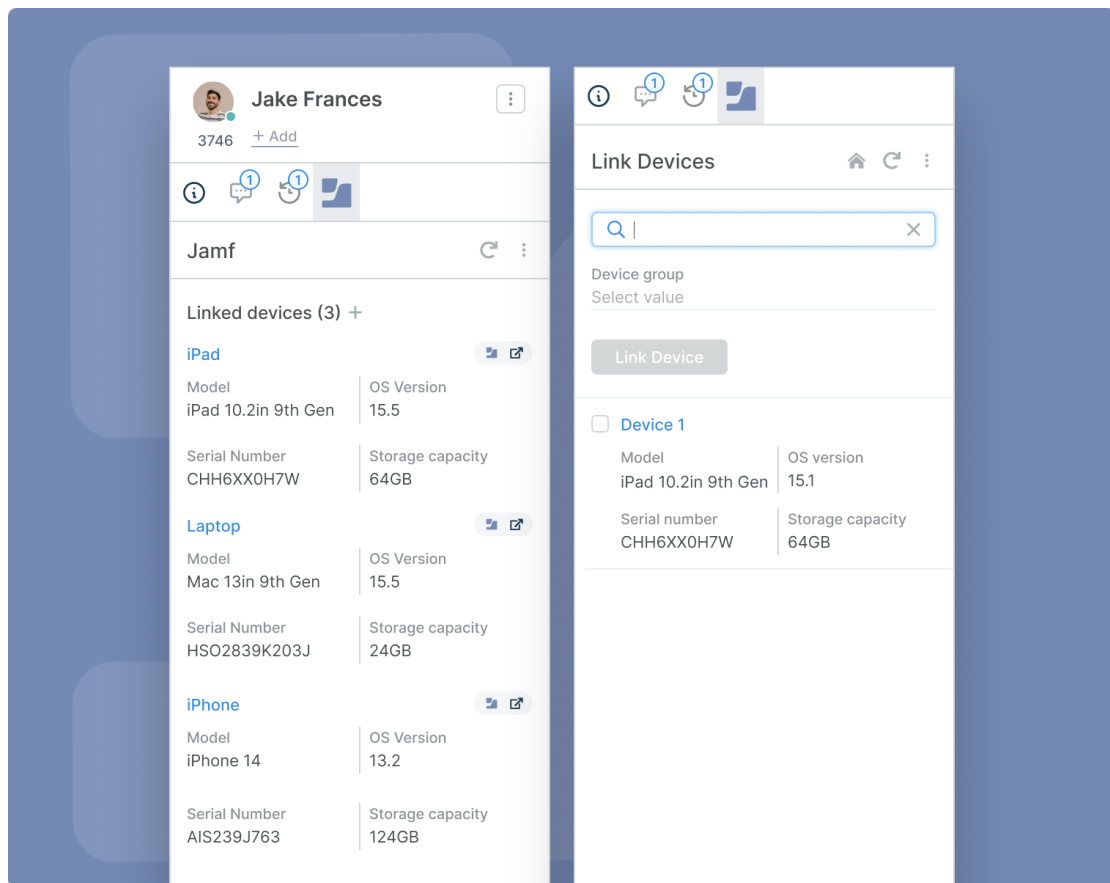 Jake Frances
3746
+ Add
1
1
Jamf
Linked devices (3) +
iPad
Model
OS Version
iPad 10.2in 9th Gen
15.5
Serial Number
Storage capacity
CHH6XX0H7W
64GB
Laptop
Model
OS Version
Mac 13in 9th Gen
15.5
Serial Number
Storage capacity
HSO2839K203J
24GB
iPhone
Model
OS Version
iPhone 14
13.2
Serial Number
Storage capacity
AIS239J763
124GB
1
1
Link Devices
Device group
Select value
Link Device
Device 1
Model
OS version
iPad 10.2in 9th Gen
15.1
Serial number
Storage capacity
CHH6XX0H7W
64GB